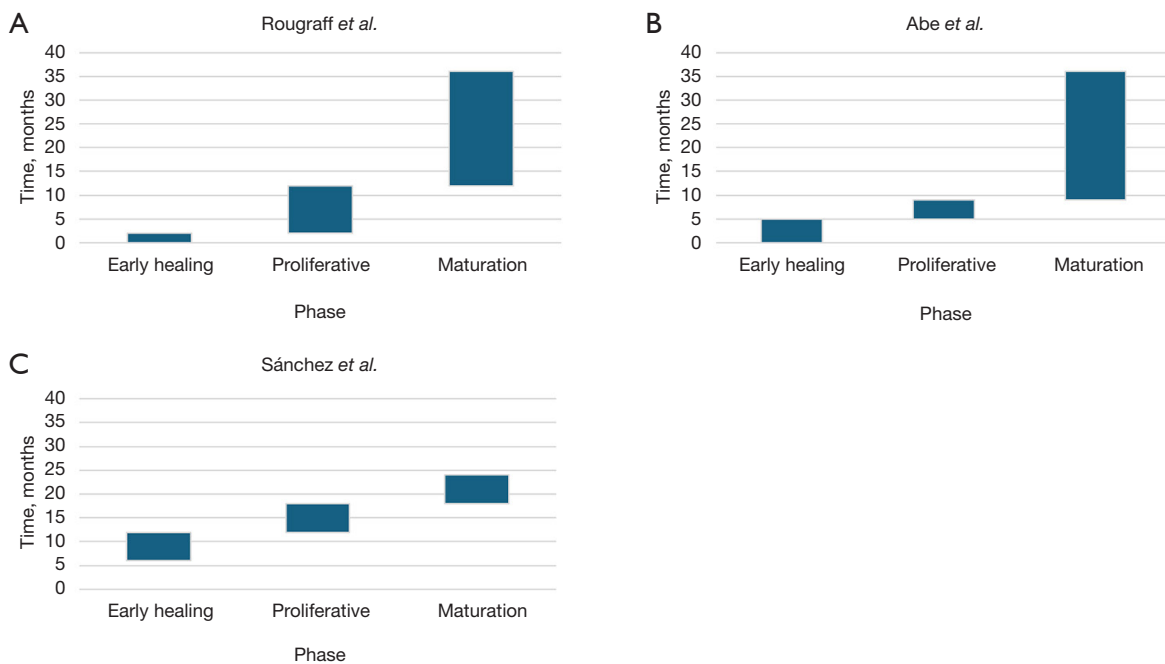 A
Rougraff et al.
Time, months
40
35
30
25
20
15
10
5
0
Early healing Proliferative Maturation
Phase
B
Abe et al.
Time, months
40
35
30
25
20
15
10
5
0
Early healing Proliferative Maturation
Phase
C
Sánchez et al.
Time, months
40
35
30
25
20
15
10
5
0
Early healing Proliferative Maturation
Phase